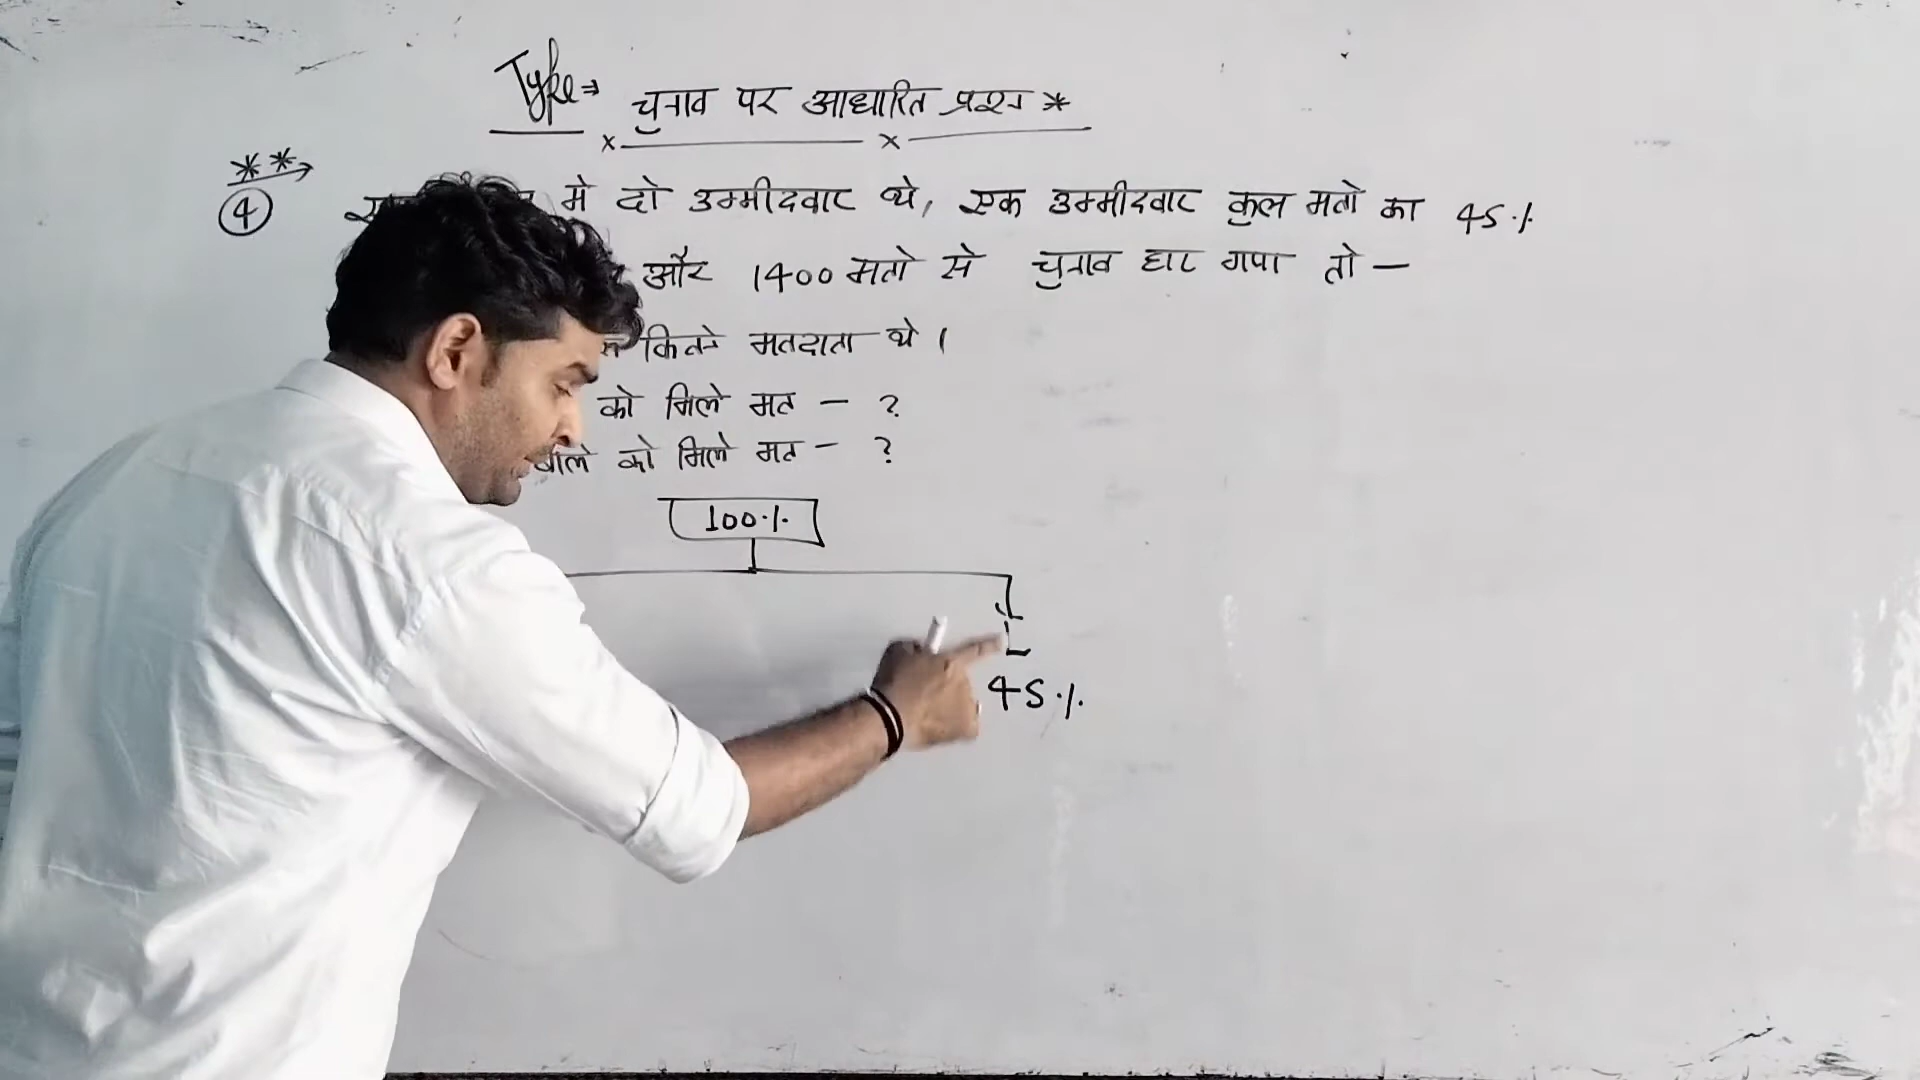 Type⇒ चुनाव पर आधारित प्रश्न *
**→
④ मे दो उम्मीदवार थे, एक उम्मीदवार कुल मतो का 45%
और 1400 मतो से चुनाव हार गया तो —
कितने मतदाता थे।
को मिले मत — ?
वाले को मिले मत — ?
100%
L
45%